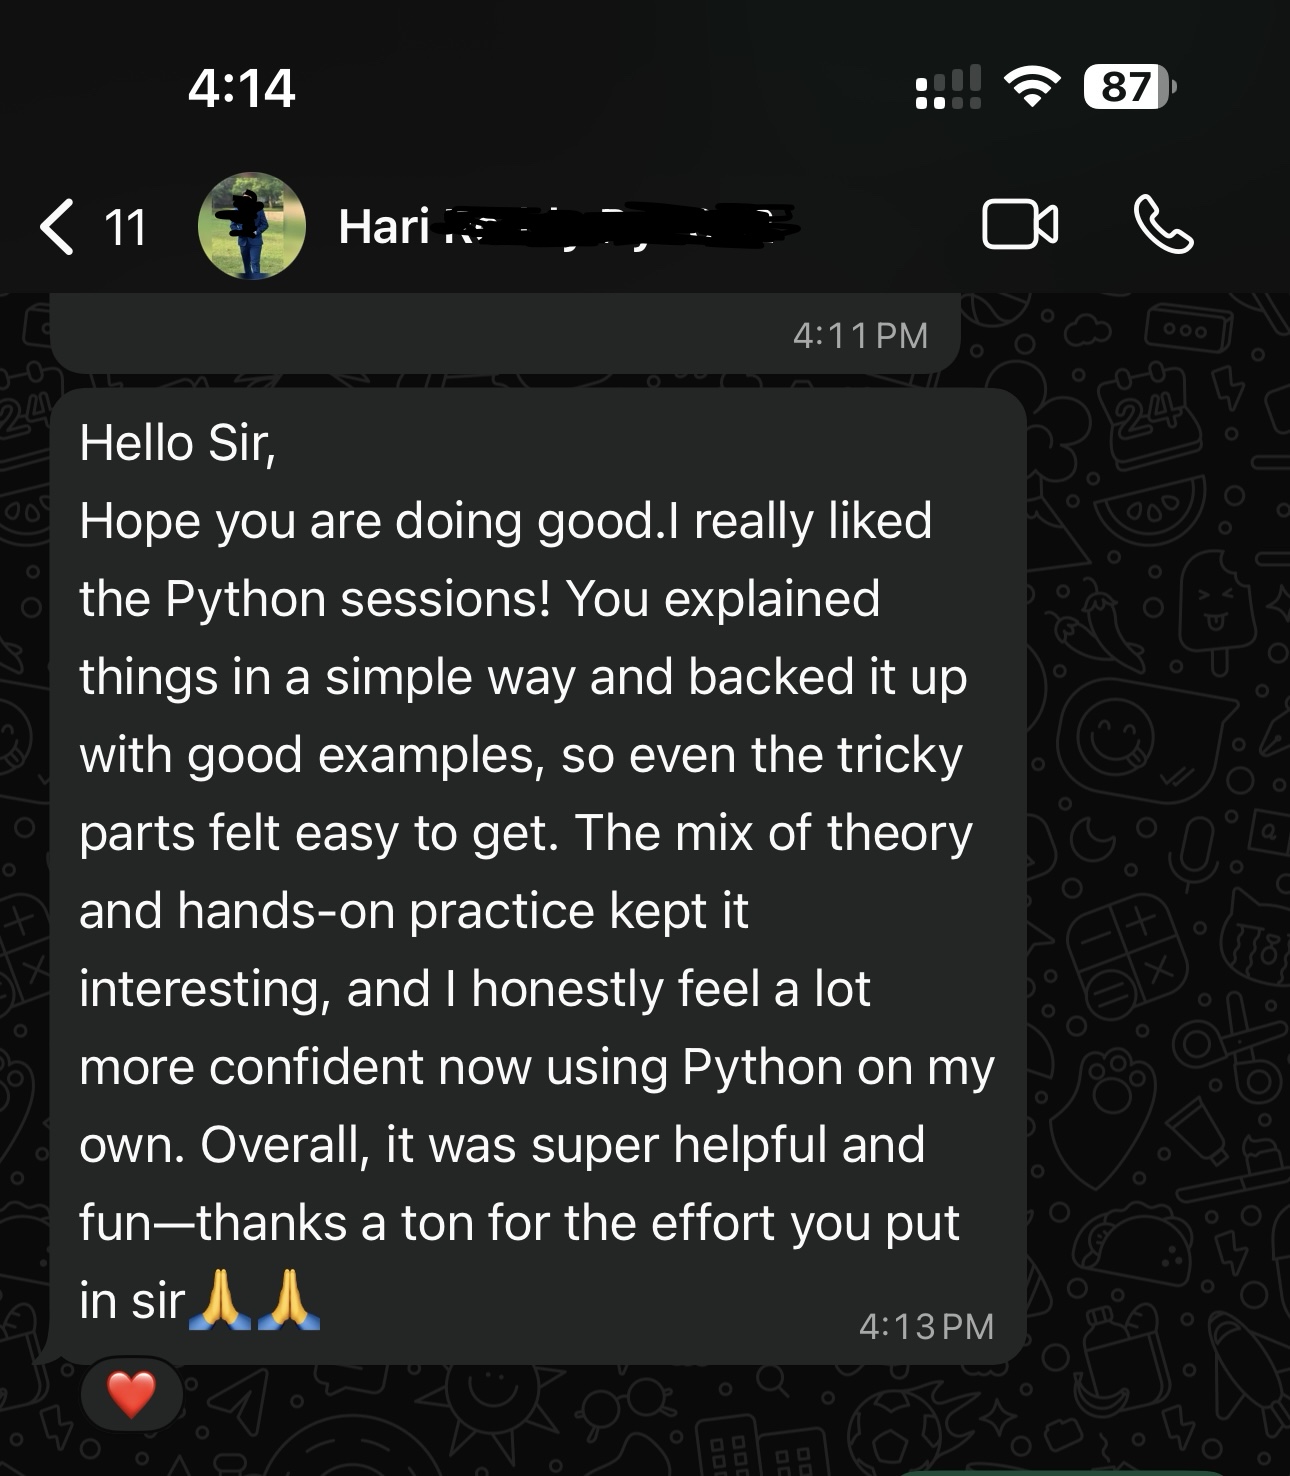 4:14
87
11
Hari
4:11 PM
Hello Sir,
Hope you are doing good.I really liked
the Python sessions! You explained
things in a simple way and backed it up
with good examples, so even the tricky
parts felt easy to get. The mix of theory
and hands-on practice kept it
interesting, and I honestly feel a lot
more confident now using Python on my
own. Overall, it was super helpful and
fun—thanks a ton for the effort you put
in sir🙏🙏
4:13 PM
❤️